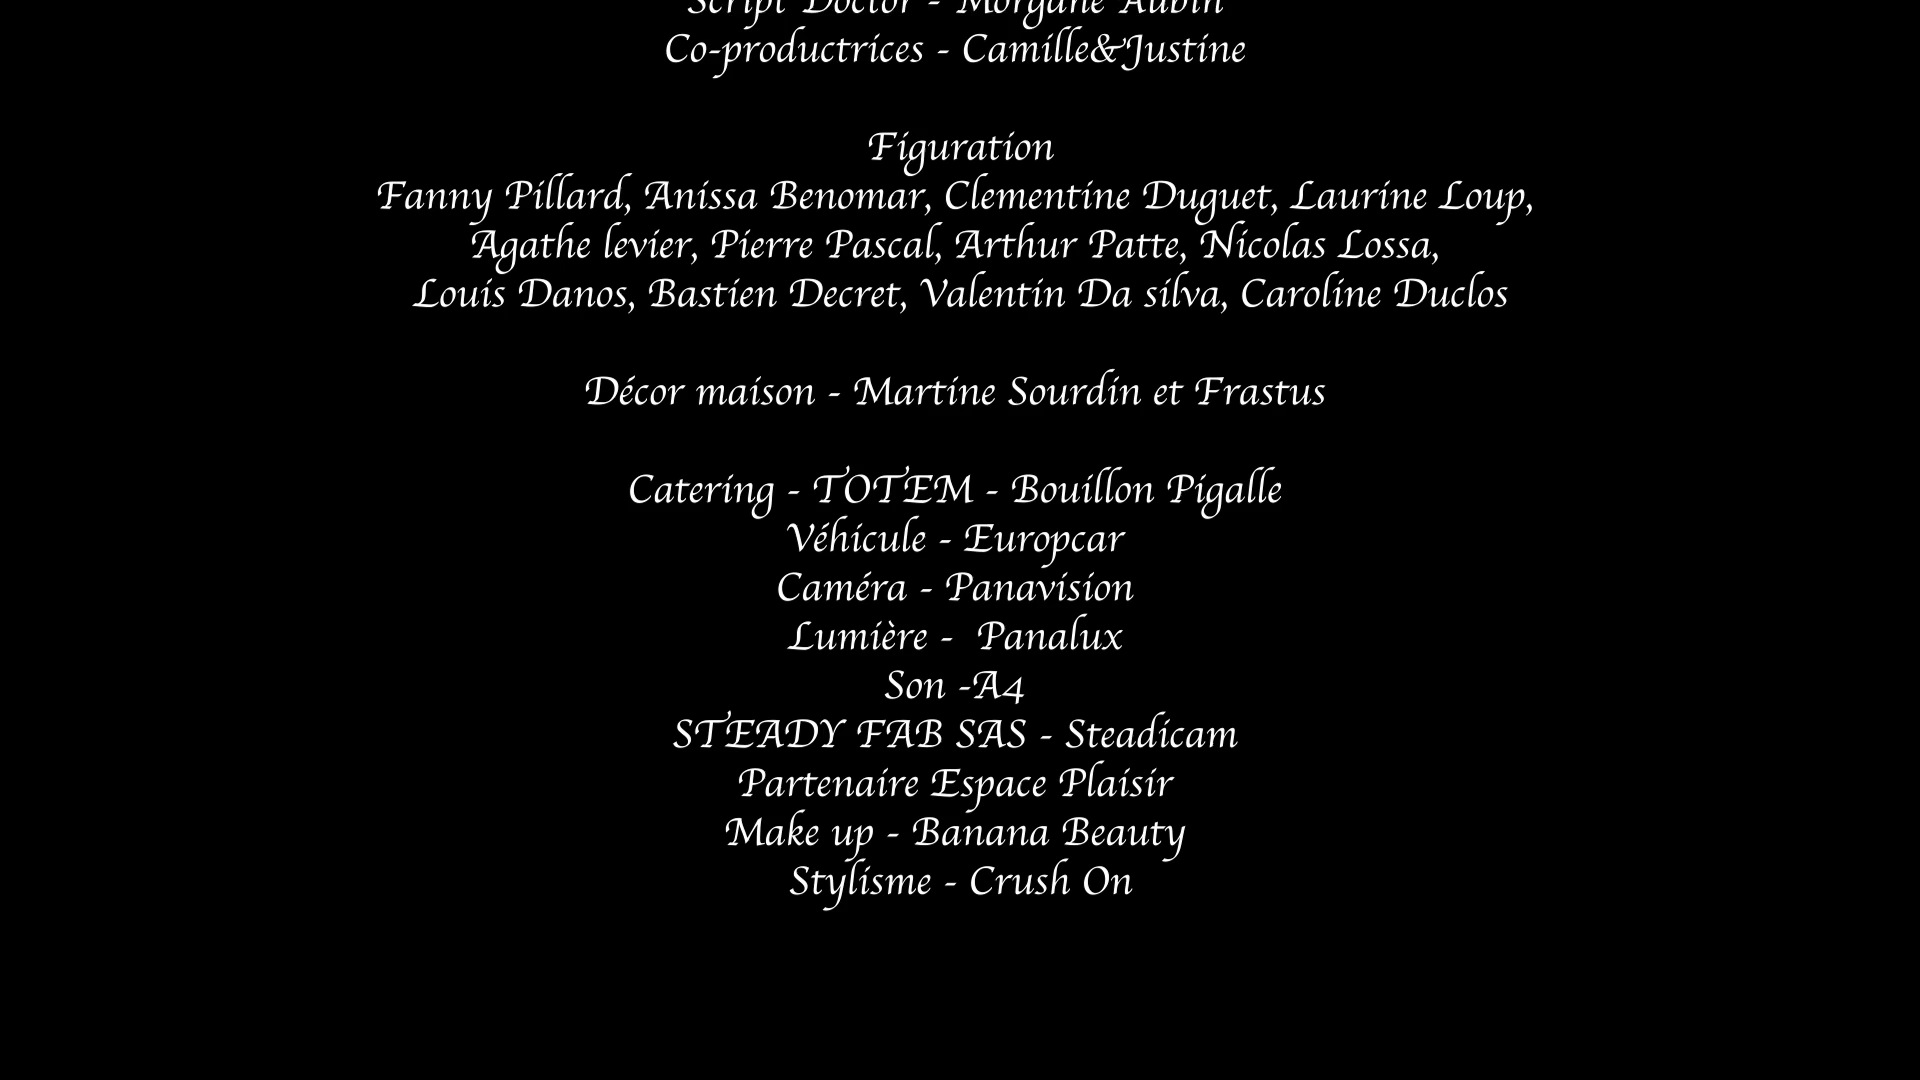 Script Doctor - Morgane Aubin
Co-productrices - Camille&Justine
Figuration
Fanny Pillard, Anissa Benomar, Clementine Duguet, Laurine Loup,
Agathe levier, Pierre Pascal, Arthur Patte, Nicolas Lossa,
Louis Danos, Bastien Decret, Valentin Da silva, Caroline Duclos
Décor maison - Martine Sourdin et Frastus
Catering - TOTEM - Bouillon Pigalle
Véhicule - Europcar
Caméra - Panavision
Lumière -  Panalux
Son -A4
STEADY FAB SAS - Steadicam
Partenaire Espace Plaisir
Make up - Banana Beauty
Stylisme - Crush On